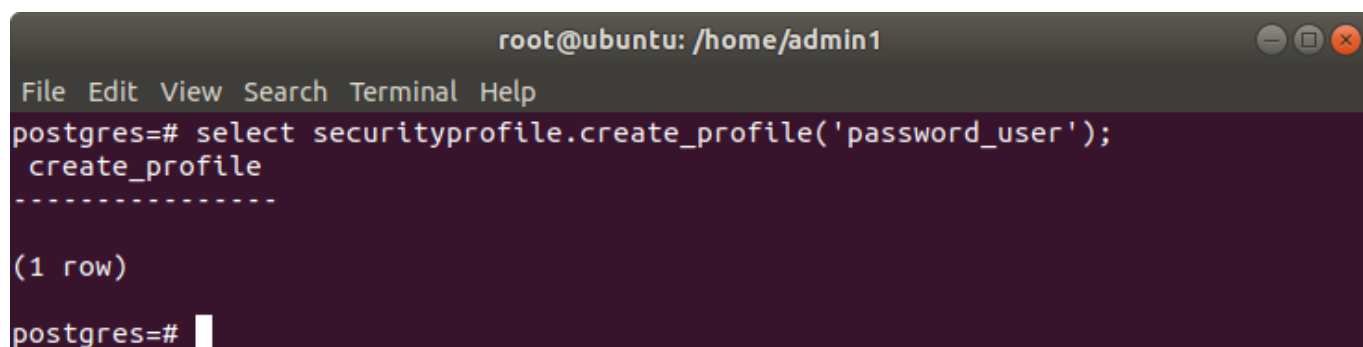 root@ubuntu: /home/admin1
File Edit View Search Terminal Help
postgres=# select securityprofile.create_profile('password_user');
 create_profile
----------------
(1 row)
postgres=#